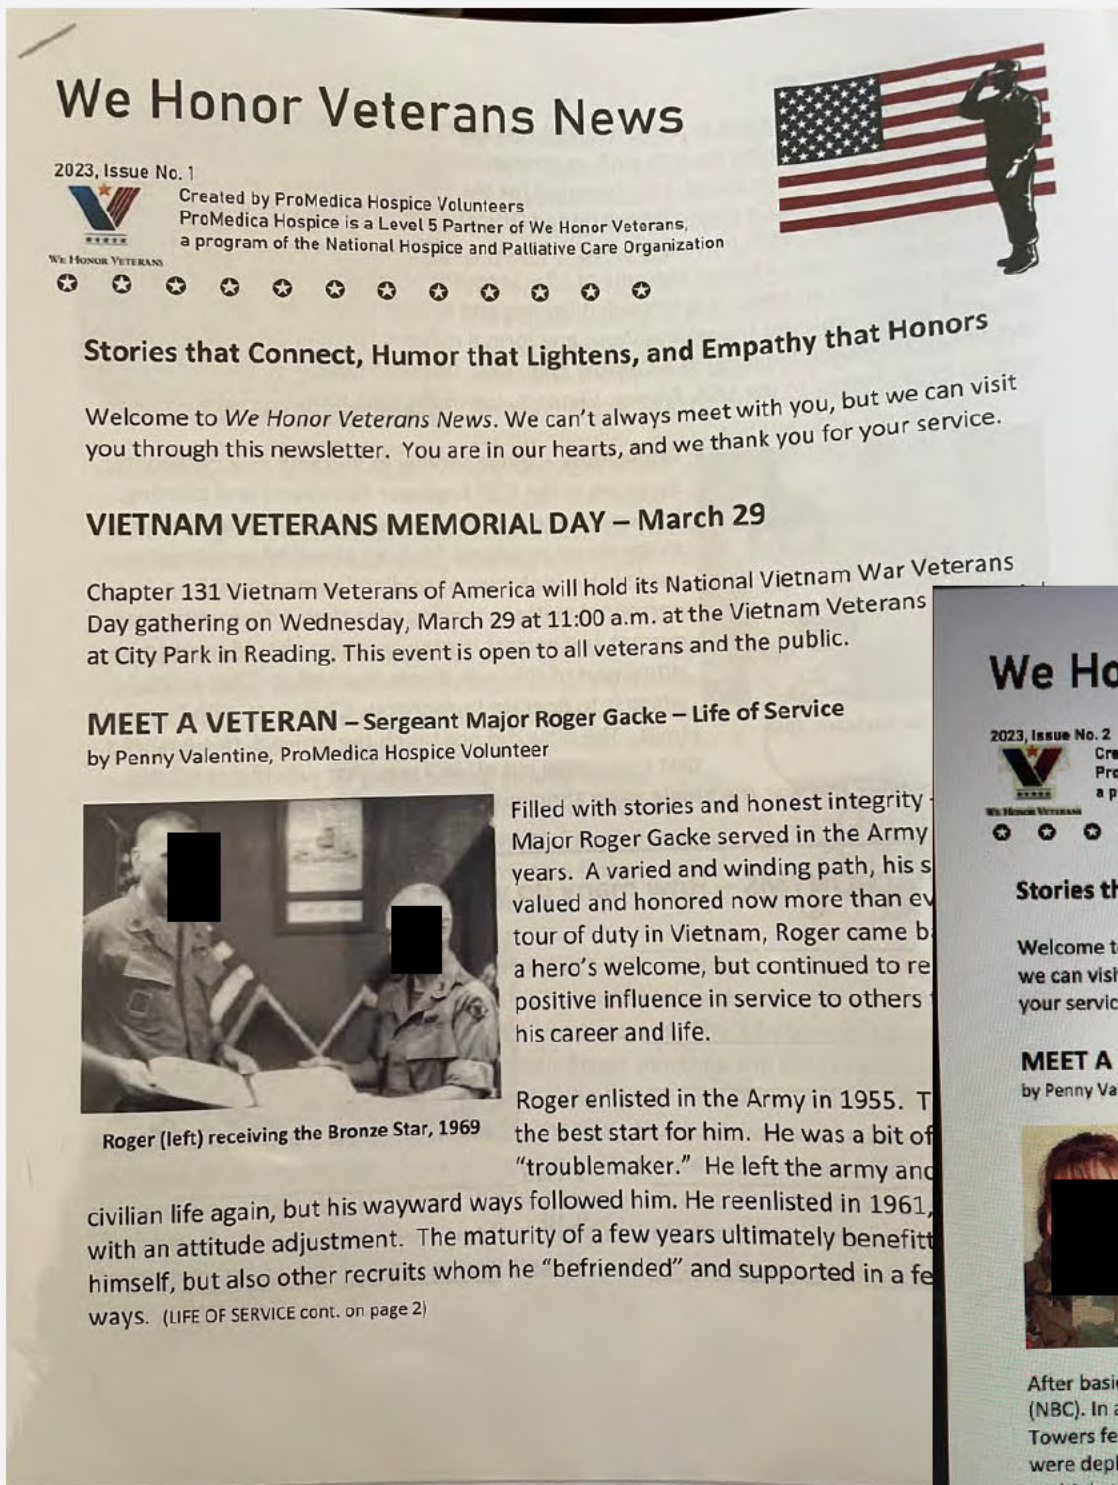 We Honor Veterans News
2023, Issue No. 1
WE HONOR VETERANS
Created by ProMedica Hospice Volunteers
ProMedica Hospice is a Level 5 Partner of We Honor Veterans,
a program of the National Hospice and Palliative Care Organization
Stories that Connect, Humor that Lightens, and Empathy that Honors
Welcome to We Honor Veterans News. We can't always meet with you, but we can visit
you through this newsletter. You are in our hearts, and we thank you for your service.
VIETNAM VETERANS MEMORIAL DAY – March 29
Chapter 131 Vietnam Veterans of America will hold its National Vietnam War Veterans
Day gathering on Wednesday, March 29 at 11:00 a.m. at the Vietnam Veterans
at City Park in Reading. This event is open to all veterans and the public.
MEET A VETERAN – Sergeant Major Roger Gacke – Life of Service
by Penny Valentine, ProMedica Hospice Volunteer
Filled with stories and honest integrity
Major Roger Gacke served in the Army
years. A varied and winding path, his s
valued and honored now more than ev
tour of duty in Vietnam, Roger came b
a hero's welcome, but continued to re
positive influence in service to others
his career and life.
Roger (left) receiving the Bronze Star, 1969
Roger enlisted in the Army in 1955. T
the best start for him. He was a bit of
"troublemaker." He left the army and
civilian life again, but his wayward ways followed him. He reenlisted in 1961,
with an attitude adjustment. The maturity of a few years ultimately benefitt
himself, but also other recruits whom he "befriended" and supported in a fe
ways. (LIFE OF SERVICE cont. on page 2)
We Ho
2023, Issue No. 2
WE HONOR VETERANS
Cre
Pro
a p
Stories th
Welcome t
we can visi
your servic
MEET A
by Penny Va
After basi
(NBC). In a
Towers fe
were depl